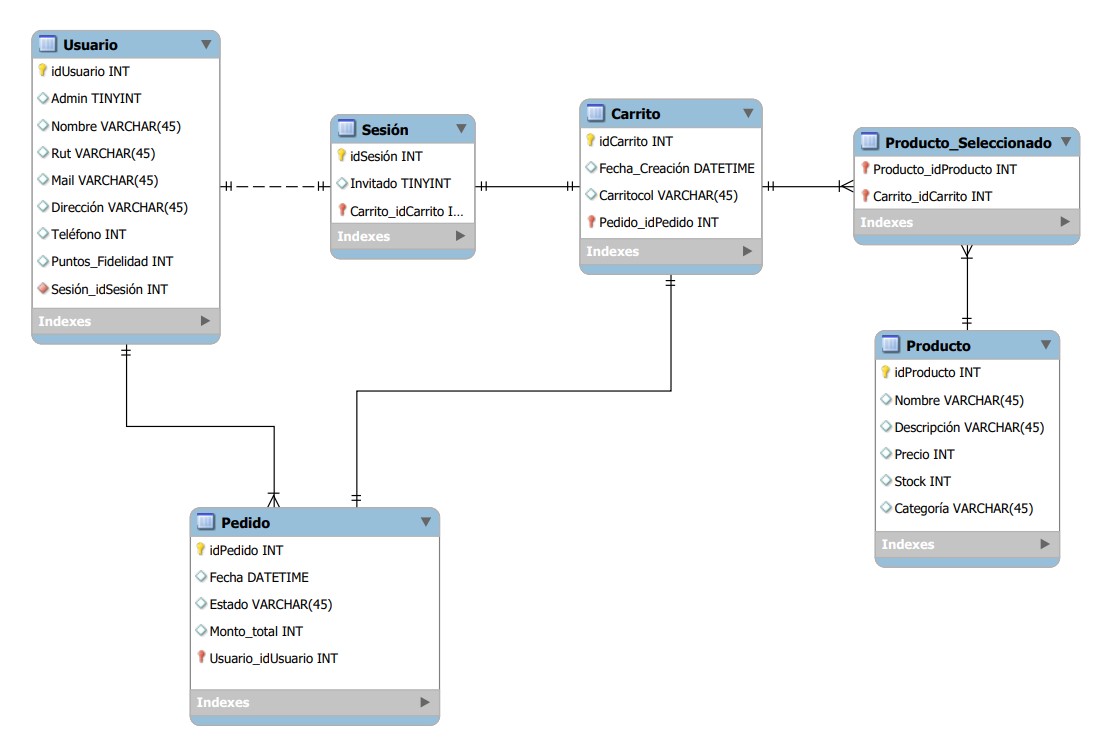 Usuario
idUsuario INT
Admin TINYINT
Nombre VARCHAR(45)
Rut VARCHAR(45)
Mail VARCHAR(45)
Dirección VARCHAR(45)
Teléfono INT
Puntos_Fidelidad INT
Sesión_idSesión INT
Indexes
Sesión
idSesión INT
Invitado TINYINT
Carrito_idCarrito I...
Indexes
Carrito
idCarrito INT
Fecha_Creación DATETIME
Carritocol VARCHAR(45)
Pedido_idPedido INT
Indexes
Producto_Seleccionado
Producto_idProducto INT
Carrito_idCarrito INT
Indexes
Producto
idProducto INT
Nombre VARCHAR(45)
Descripción VARCHAR(45)
Precio INT
Stock INT
Categoría VARCHAR(45)
Indexes
Pedido
idPedido INT
Fecha DATETIME
Estado VARCHAR(45)
Monto_total INT
Usuario_idUsuario INT
Indexes